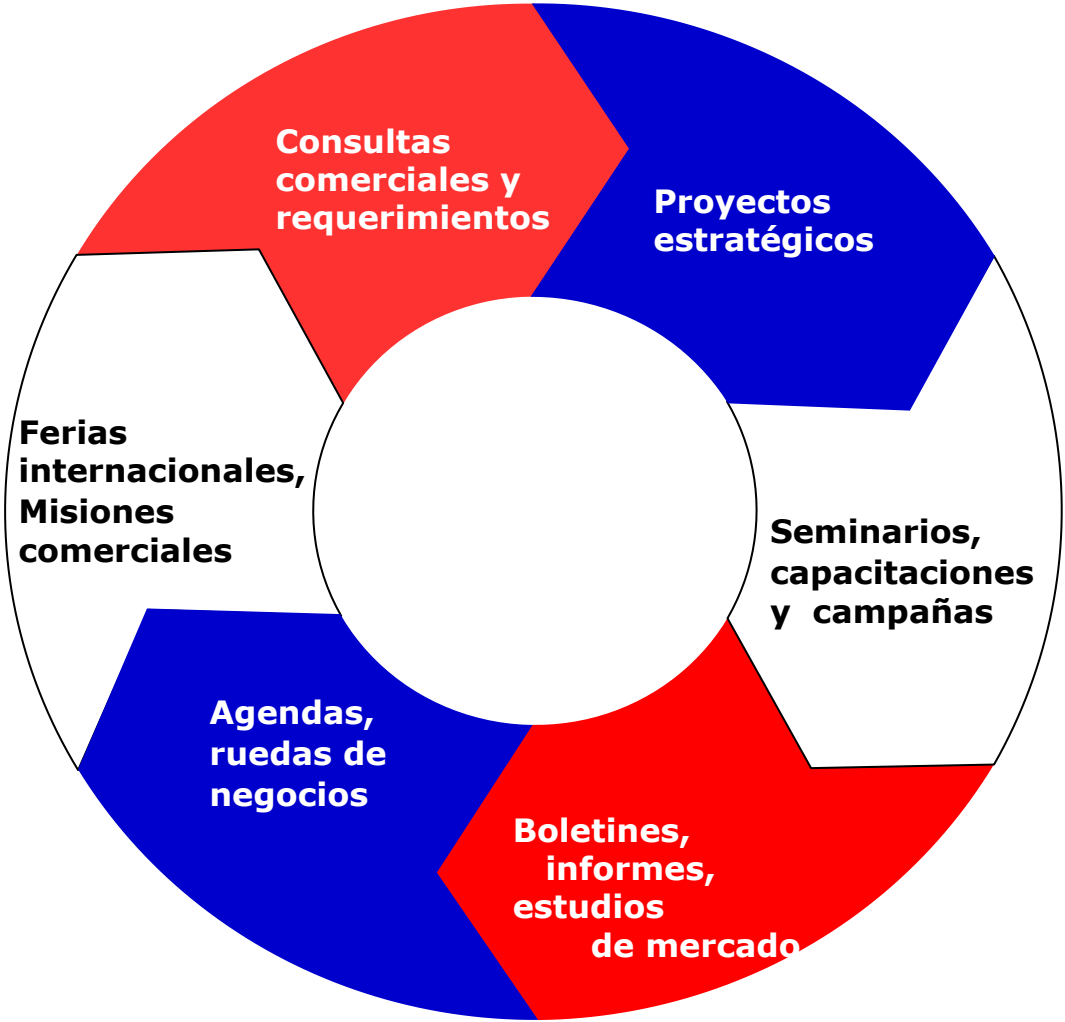 Consultas
comerciales y
requerimientos
Proyectos
estratégicos
Seminarios,
capacitaciones
y  campañas
Boletines,
informes,
estudios
de mercado
Agendas,
ruedas de
negocios
Ferias
internacionales,
Misiones
comerciales